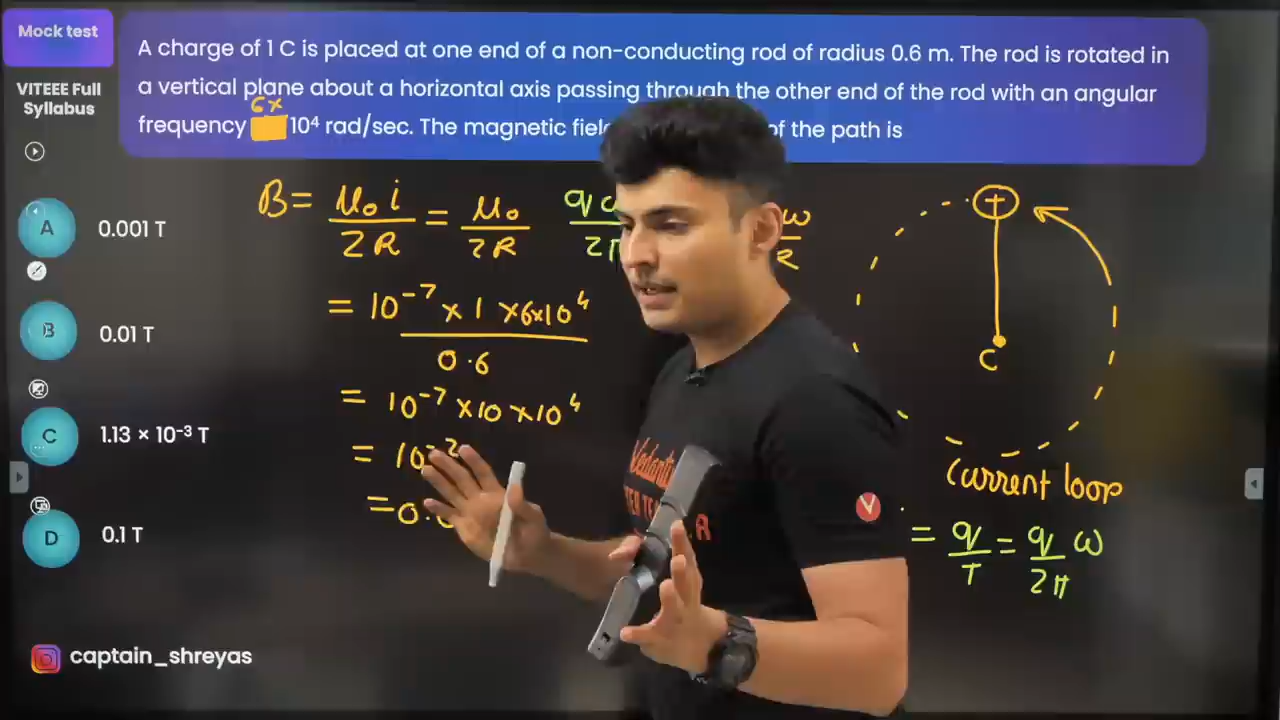 Mock test
VITEEE Full
Syllabus
A charge of 1 C is placed at one end of a non-conducting rod of radius 0.6 m. The rod is rotated in
a vertical plane about a horizontal axis passing through the other end of the rod with an angular
6×
frequency 10⁴ rad/sec. The magnetic of the path is
A 0.001 T
B 0.01 T
C 1.13 × 10⁻³ T
D 0.1 T
B = μ₀ i / 2R = μ₀ / 2R
= 10⁻⁷ × 1 × 6×10⁴ / 0.6
= 10⁻⁷ × 10 × 10⁴
+
C
Current loop
= q / T = q / 2π ω
captain_shreyas
V